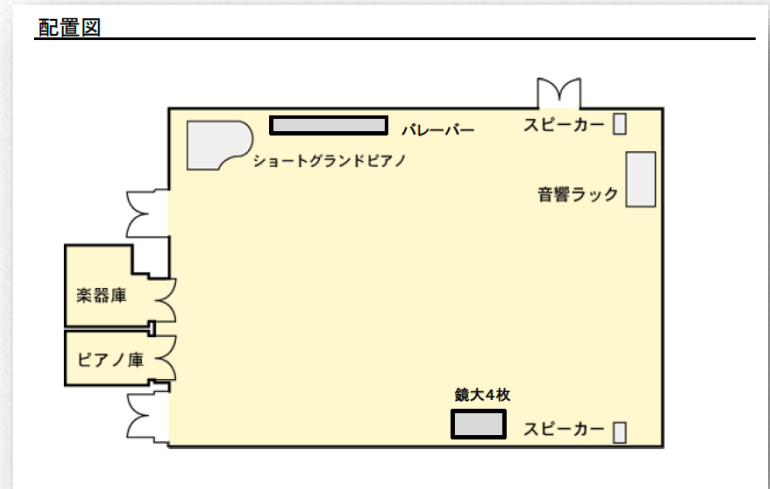 配置図
スピーカー
バレーバー
ショートグランドピアノ
音響ラック
楽器庫
ピアノ庫
鏡大4枚
スピーカー